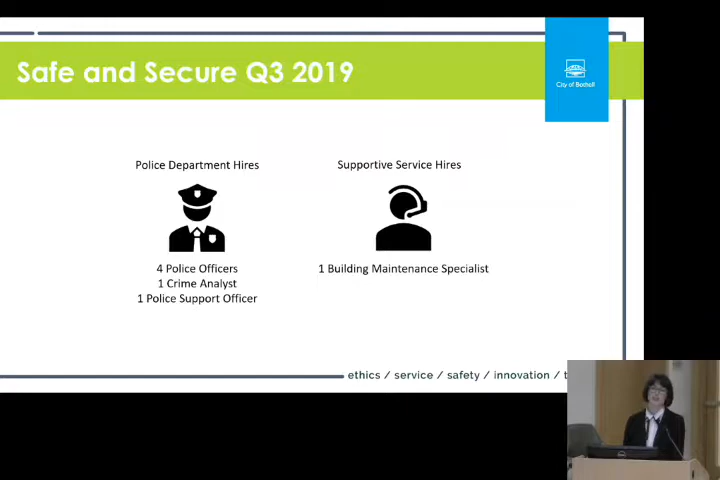 Safe and Secure Q3 2019
City of Bothell
Police Department Hires
Supportive Service Hires
4 Police Officers
1 Crime Analyst
1 Police Support Officer
1 Building Maintenance Specialist
ethics / service / safety / innovation /